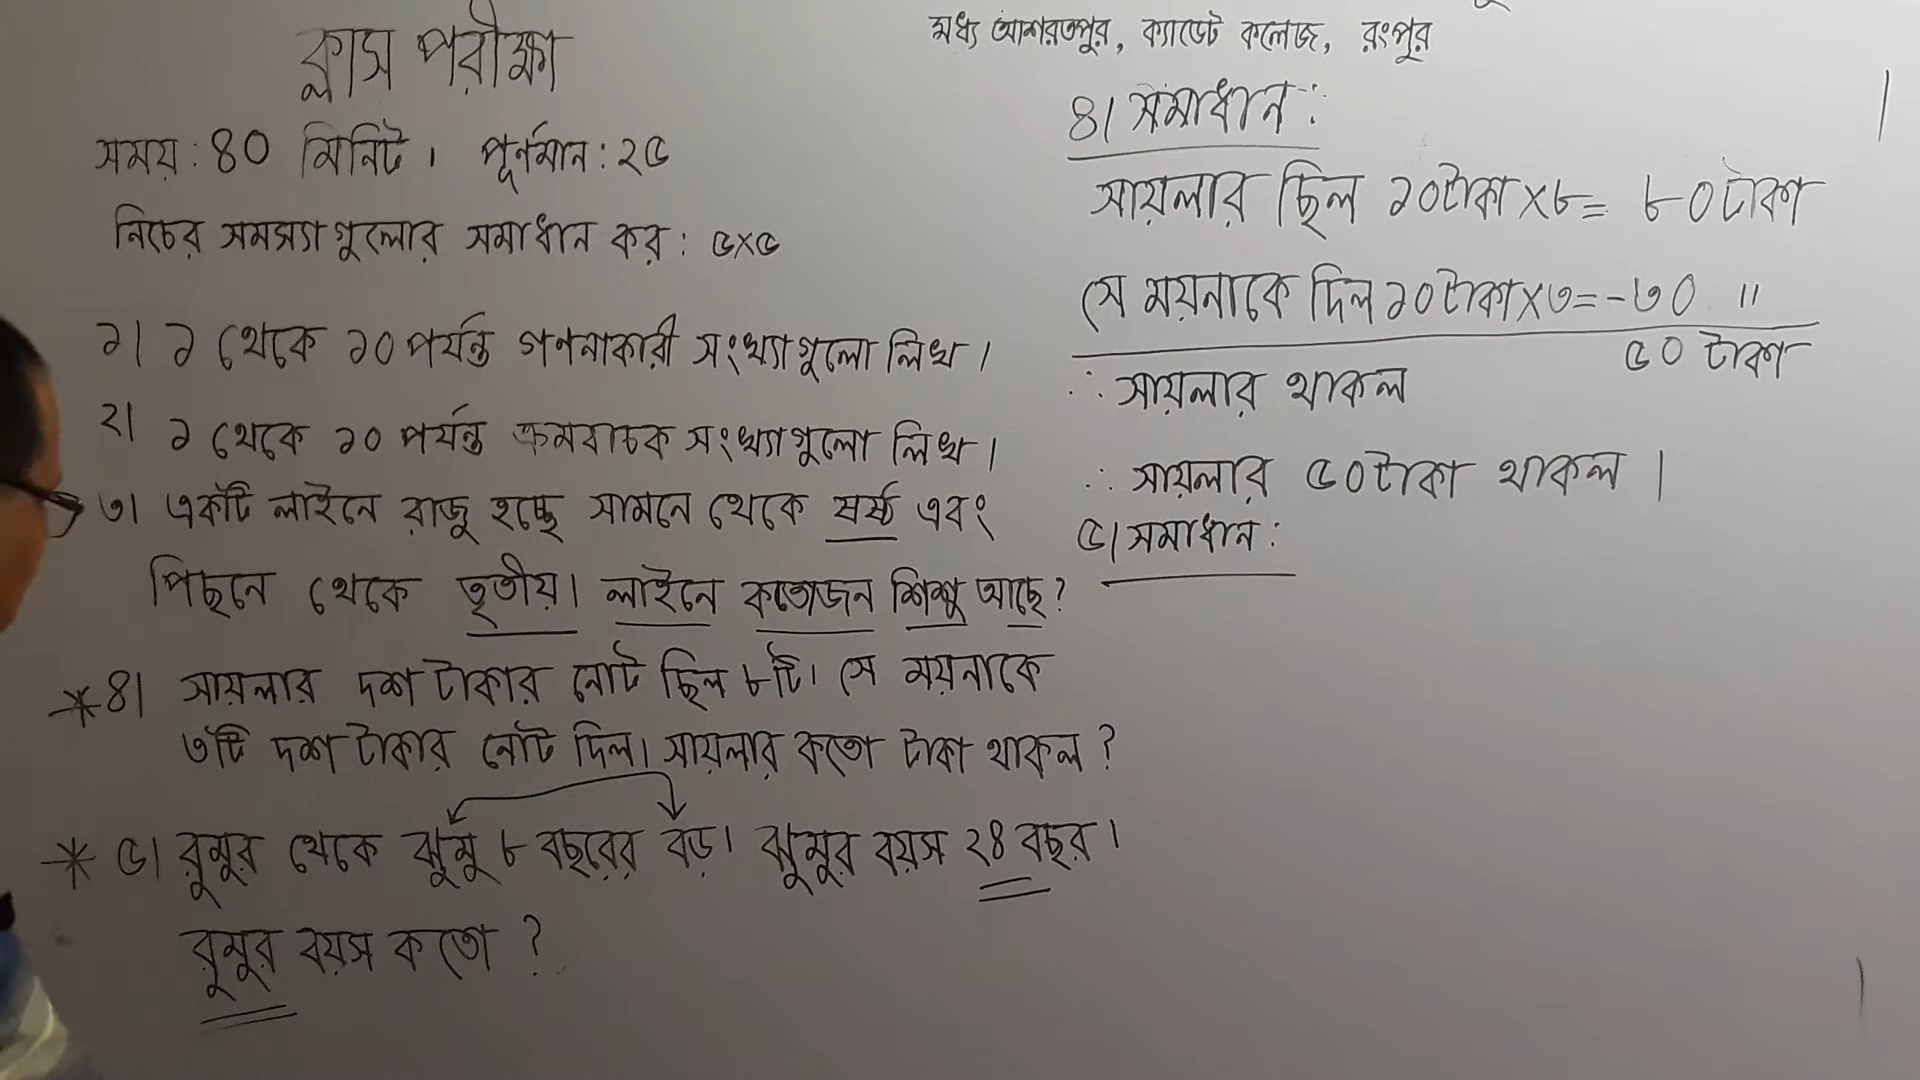 ক্লাস পরীক্ষা
সময়: ৪০ মিনিট। পূর্নমান: ২৫
নিচের সমস্যাগুলোর সমাধান কর: ৫×৫
১। ১ থেকে ১০ পর্যন্ত গণনাকারী সংখ্যাগুলো লিখ।
২। ১ থেকে ১০ পর্যন্ত ক্রমবাচক সংখ্যাগুলো লিখ।
৩। একটি লাইনে রাজু হচ্ছে সামনে থেকে ষষ্ঠ এবং
পিছনে থেকে তৃতীয়। লাইনে কতোজন শিশু আছে?
*৪। সায়লার দশ টাকার নোট ছিল ৮টি। সে ময়নাকে
৩টি দশ টাকার নোট দিল। সায়লার কতো টাকা থাকল?
* ৫। রুমুর থেকে ঝুমু ৮ বছরের বড়। ঝুমুর বয়স ২৪ বছর।
রুমুর বয়স কতো?
মধ্য আশরতপুর, ক্যাডেট কলেজ, রংপুর
৪। সমাধান:
সায়লার ছিল ১০টাকা×৮= ৮০টাকা
সে ময়নাকে দিল ১০টাকা×৩=-৩০ "
৫০ টাকা
∴ সায়লার থাকল
∴ সায়লার ৫০টাকা থাকল।
৫। সমাধান: